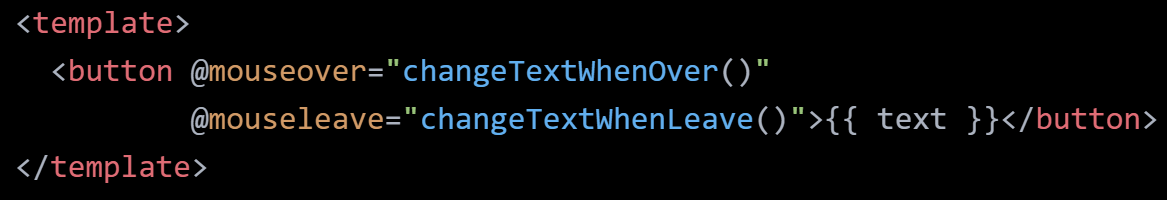 <template>
  <button @mouseover="changeTextWhenOver()"
          @mouseleave="changeTextWhenLeave()">{{ text }}</button>
</template>